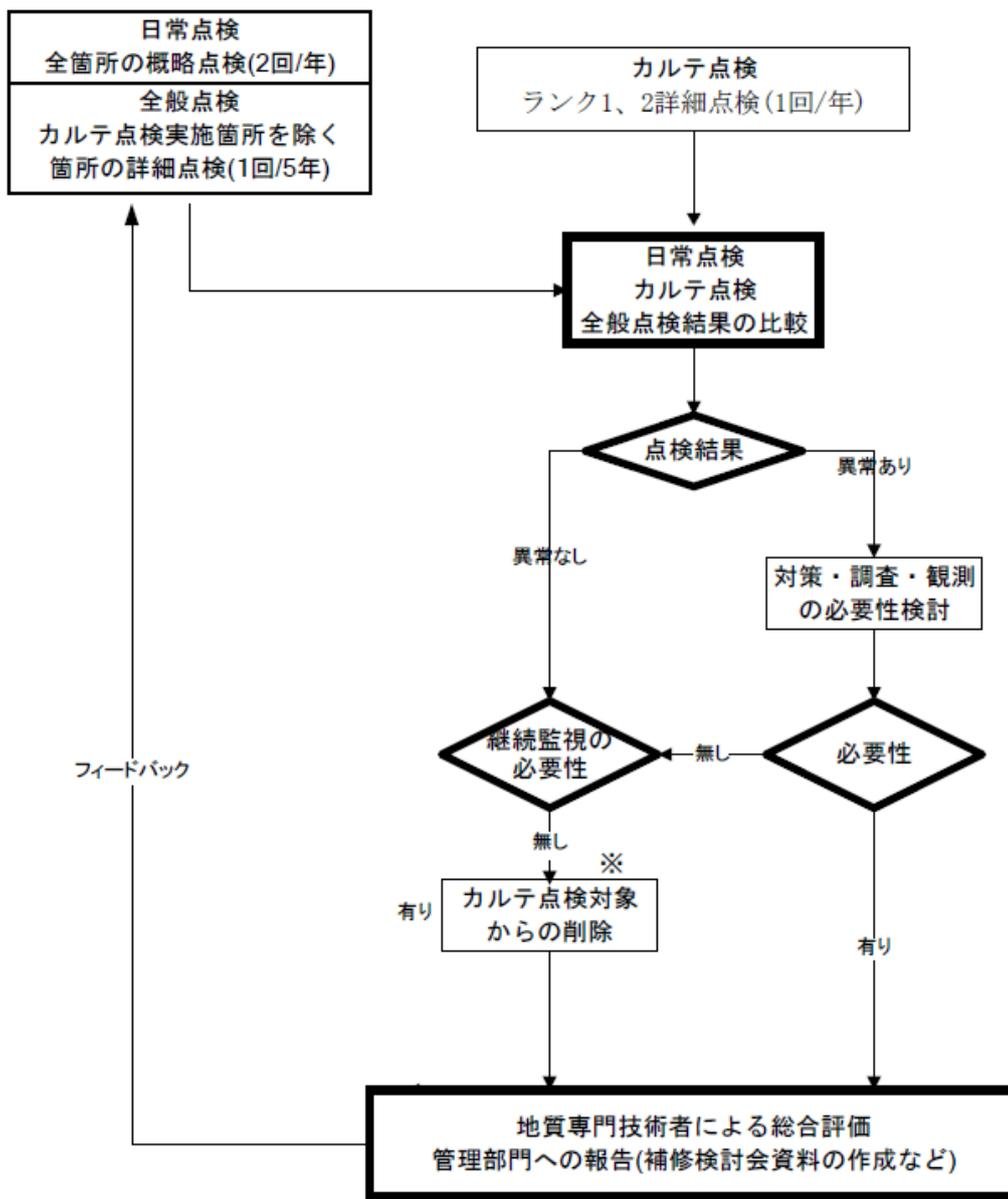 日常点検
全箇所の概略点検(2回/年)
全般点検
カルテ点検実施箇所を除く
箇所の詳細点検(1回/5年)
カルテ点検
ランク1、2詳細点検(1回/年)
日常点検
カルテ点検
全般点検結果の比較
点検結果
異常あり
異常なし
対策・調査・観測
の必要性検討
継続監視の
必要性
無し
必要性
フィードバック
無し
※
カルテ点検対象
からの削除
有り
有り
地質専門技術者による総合評価
管理部門への報告(補修検討会資料の作成など)